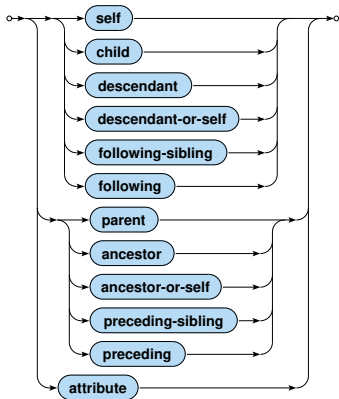 self
child
descendant
descendant-or-self
following-sibling
following
parent
ancestor
ancestor-or-self
preceding-sibling
preceding
attribute